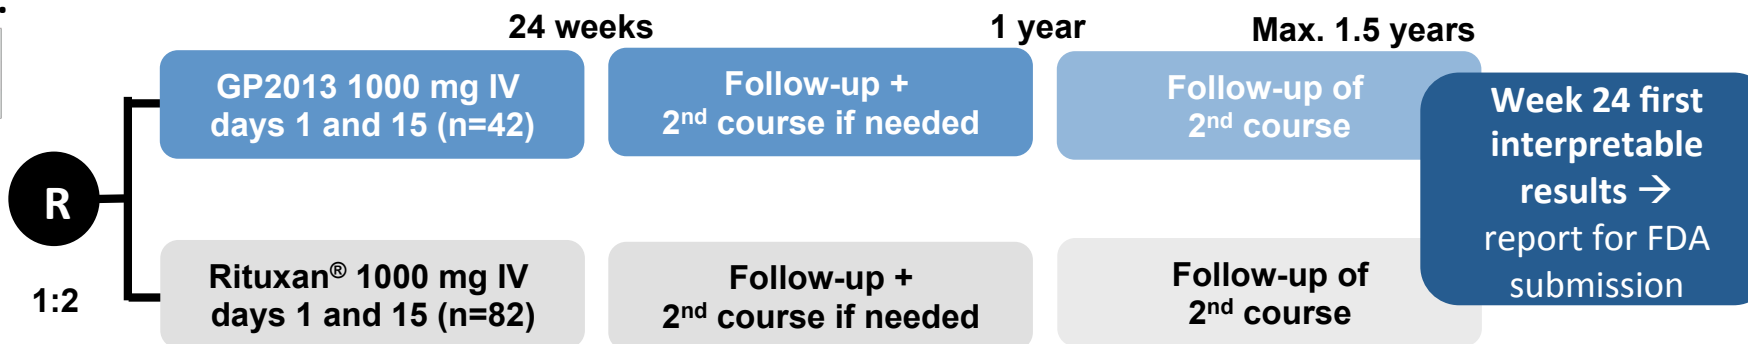 24 weeks
1 year
Max. 1.5 years
GP2013 1000 mg IV
days 1 and 15 (n=42)
Follow-up +
2nd course if needed
Follow-up of
2nd course
Week 24 first
interpretable
results →
report for FDA
submission
R
1:2
Rituxan® 1000 mg IV
days 1 and 15 (n=82)
Follow-up +
2nd course if needed
Follow-up of
2nd course